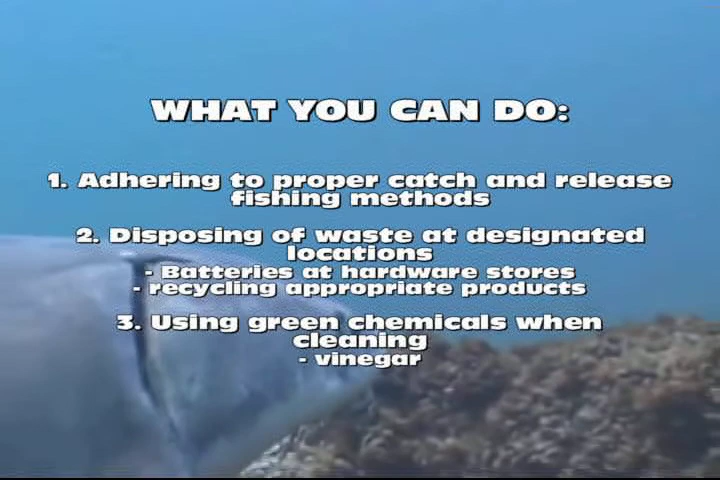 WHAT YOU CAN DO:
1. Adhering to proper catch and release
fishing methods
2. Disposing of waste at designated
locations
- Batteries at hardware stores
- recycling appropriate products
3. Using green chemicals when
cleaning
- vinegar